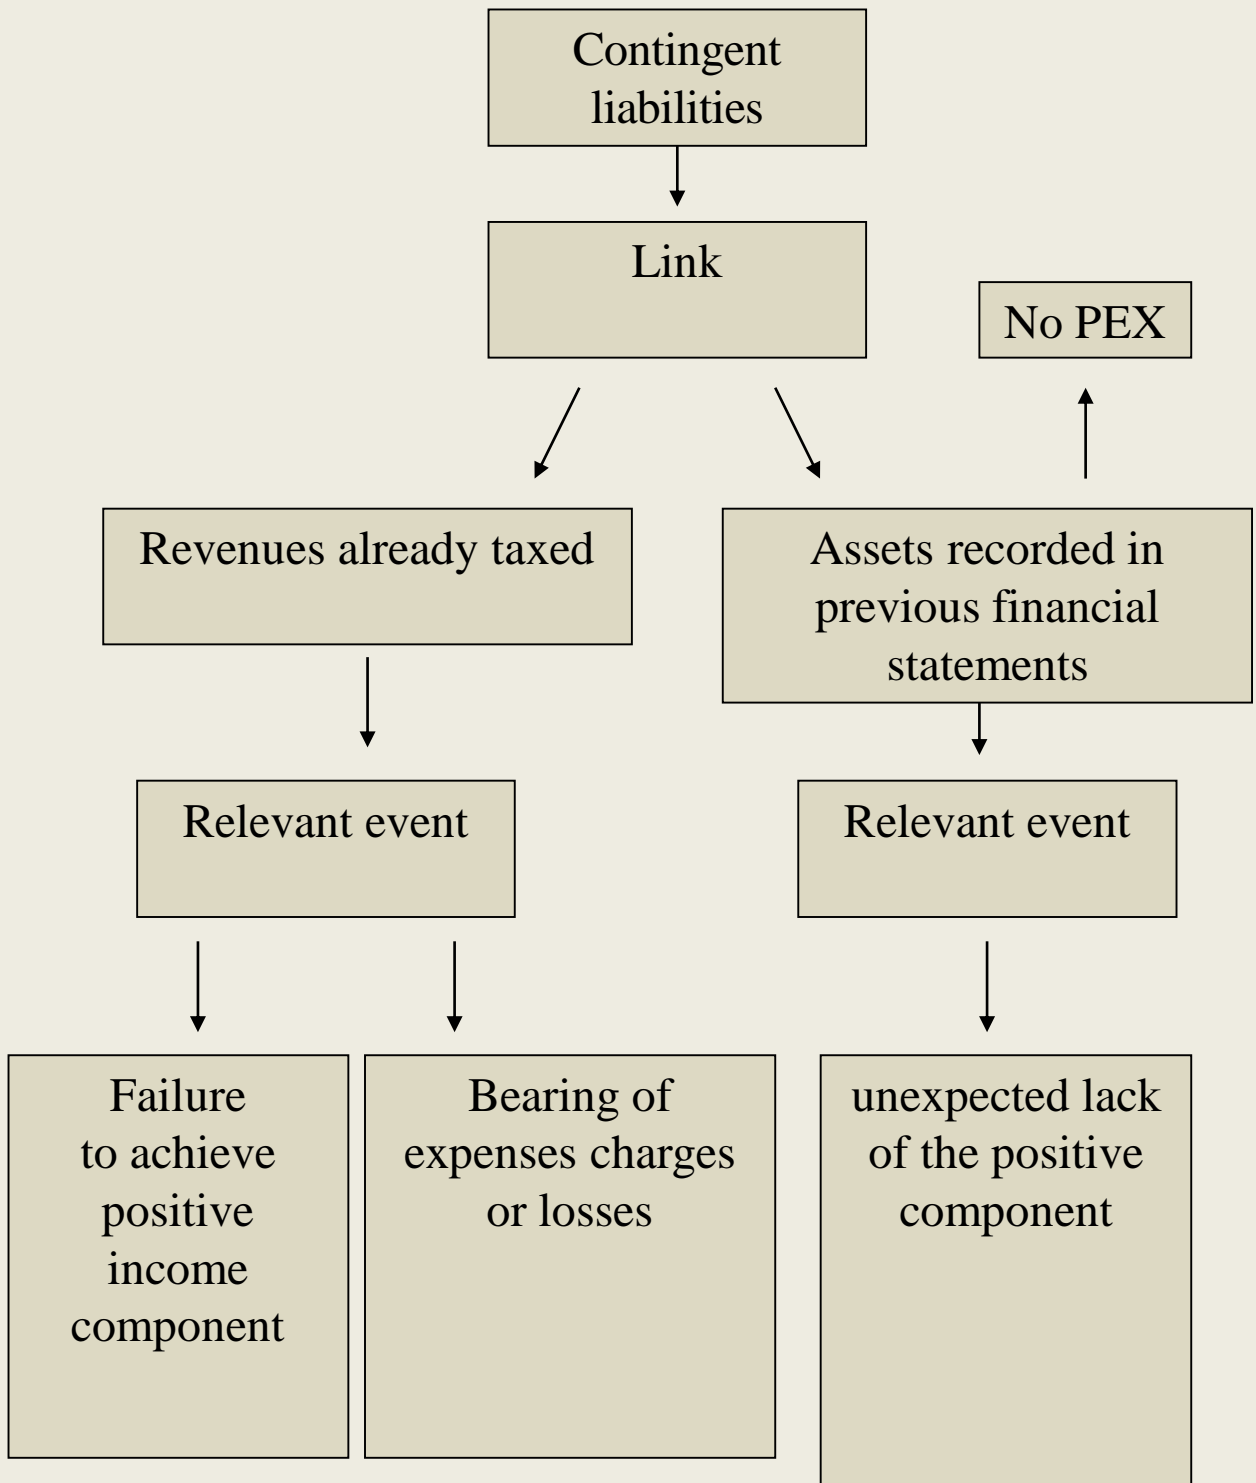 Contingent
liabilities
Link
No PEX
Revenues already taxed
Assets recorded in
previous financial
statements
Relevant event
Relevant event
Failure
to achieve
positive
income
component
Bearing of
expenses charges
or losses
unexpected lack
of the positive
component